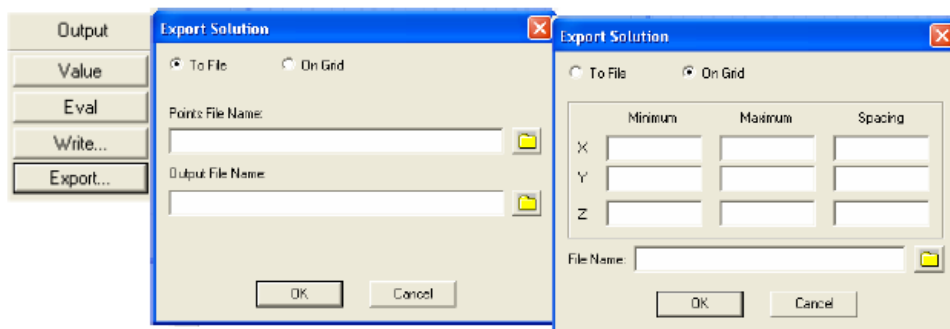 Output
Value
Eval
Write...
Export...
Export Solution
To File
On Grid
Points File Name:
Output File Name:
OK
Cancel
Export Solution
To File
On Grid
Minimum
Maximum
Spacing
X
Y
Z
File Name:
OK
Cancel